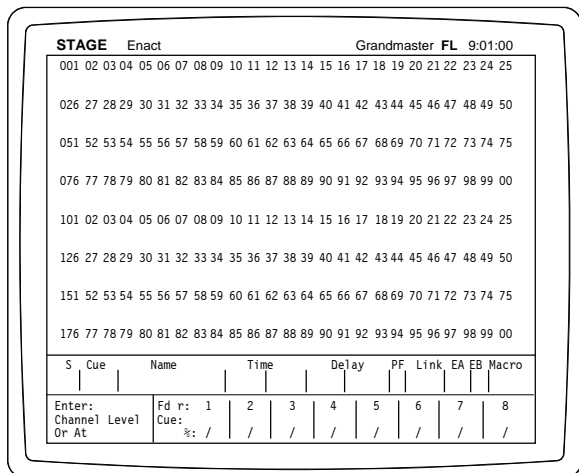 STAGE Enact Grandmaster FL 9:01:00
001 02 03 04 05 06 07 08 09 10 11 12 13 14 15 16 17 18 19 20 21 22 23 24 25
026 27 28 29 30 31 32 33 34 35 36 37 38 39 40 41 42 43 44 45 46 47 48 49 50
051 52 53 54 55 56 57 58 59 60 61 62 63 64 65 66 67 68 69 70 71 72 73 74 75
076 77 78 79 80 81 82 83 84 85 86 87 88 89 90 91 92 93 94 95 96 97 98 99 00
101 02 03 04 05 06 07 08 09 10 11 12 13 14 15 16 17 18 19 20 21 22 23 24 25
126 27 28 29 30 31 32 33 34 35 36 37 38 39 40 41 42 43 44 45 46 47 48 49 50
151 52 53 54 55 56 57 58 59 60 61 62 63 64 65 66 67 68 69 70 71 72 73 74 75
176 77 78 79 80 81 82 83 84 85 86 87 88 89 90 91 92 93 94 95 96 97 98 99 00
S Cue Name Time Delay PF Link EA EB Macro
Enter: Fd r: 1 2 3 4 5 6 7 8
Channel Level Cue:
Or At %: / / / / / / / /